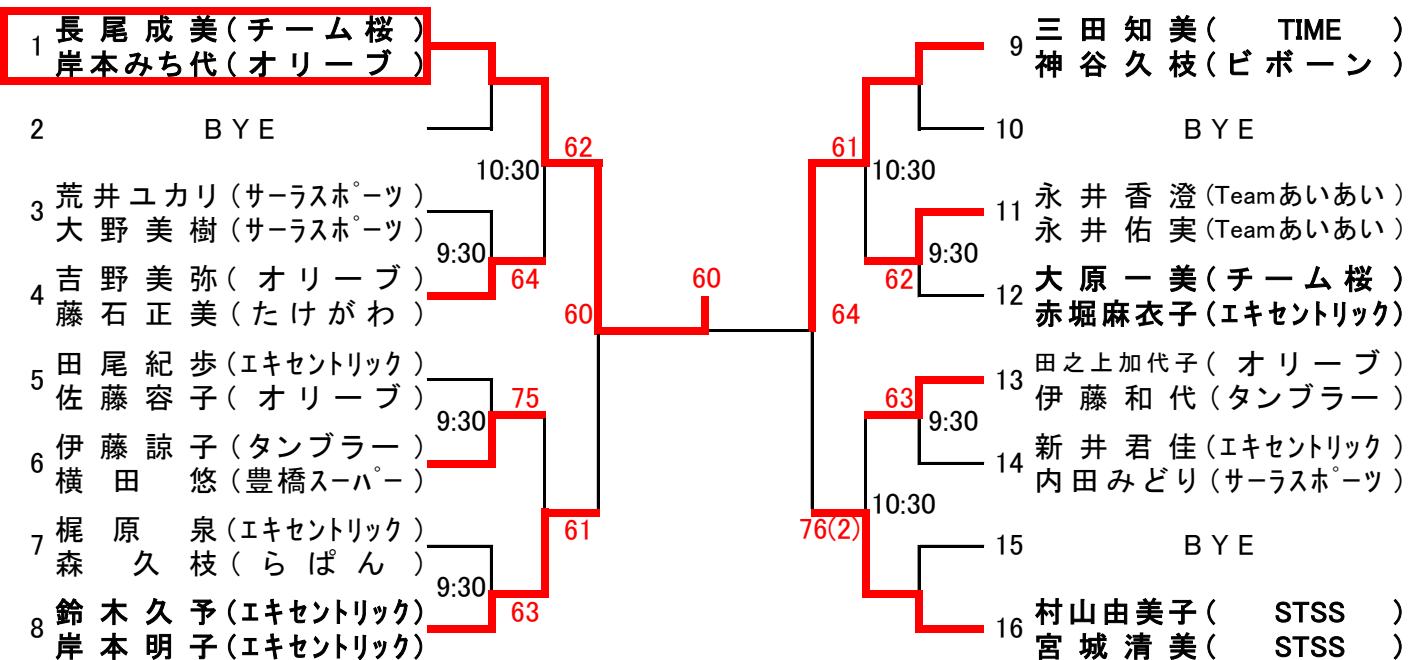 1 長尾成美(チーム桜)
岸本みち代(オリーブ)
2 BYE
62
10:30
3 荒井ユカリ(サーラスポーツ)
大野美樹(サーラスポーツ)
9:30
64
4 吉野美弥(オリーブ)
藤石正美(たけがわ)
60
60
5 田尾紀歩(エキセントリック)
佐藤容子(オリーブ)
75
9:30
6 伊藤諒子(タンブラー)
横田悠(豊橋スーパー)
61
7 梶原泉(エキセントリック)
森久枝(らぱん)
9:30
63
8 鈴木久予(エキセントリック)
岸本明子(エキセントリック)
9 三田知美(TIME)
神谷久枝(ビボーン)
10 BYE
61
10:30
11 永井香澄(Teamあいあい)
永井佑実(Teamあいあい)
9:30
62
12 大原一美(チーム桜)
赤堀麻衣子(エキセントリック)
64
13 田之上加代子(オリーブ)
伊藤和代(タンブラー)
63
9:30
14 新井君佳(エキセントリック)
内田みどり(サーラスポーツ)
10:30
76(2)
15 BYE
16 村山由美子(STSS)
宮城清美(STSS)